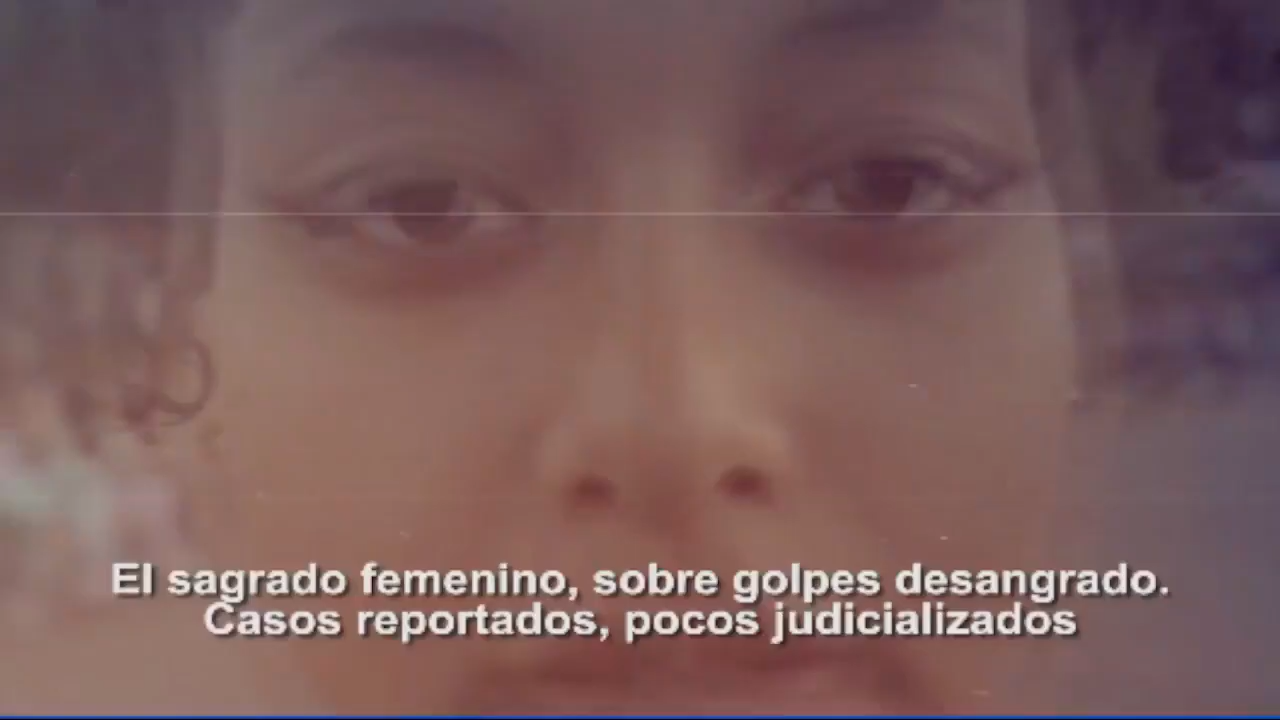 El sagrado femenino, sobre golpes desangrado.
Casos reportados, pocos judicializados